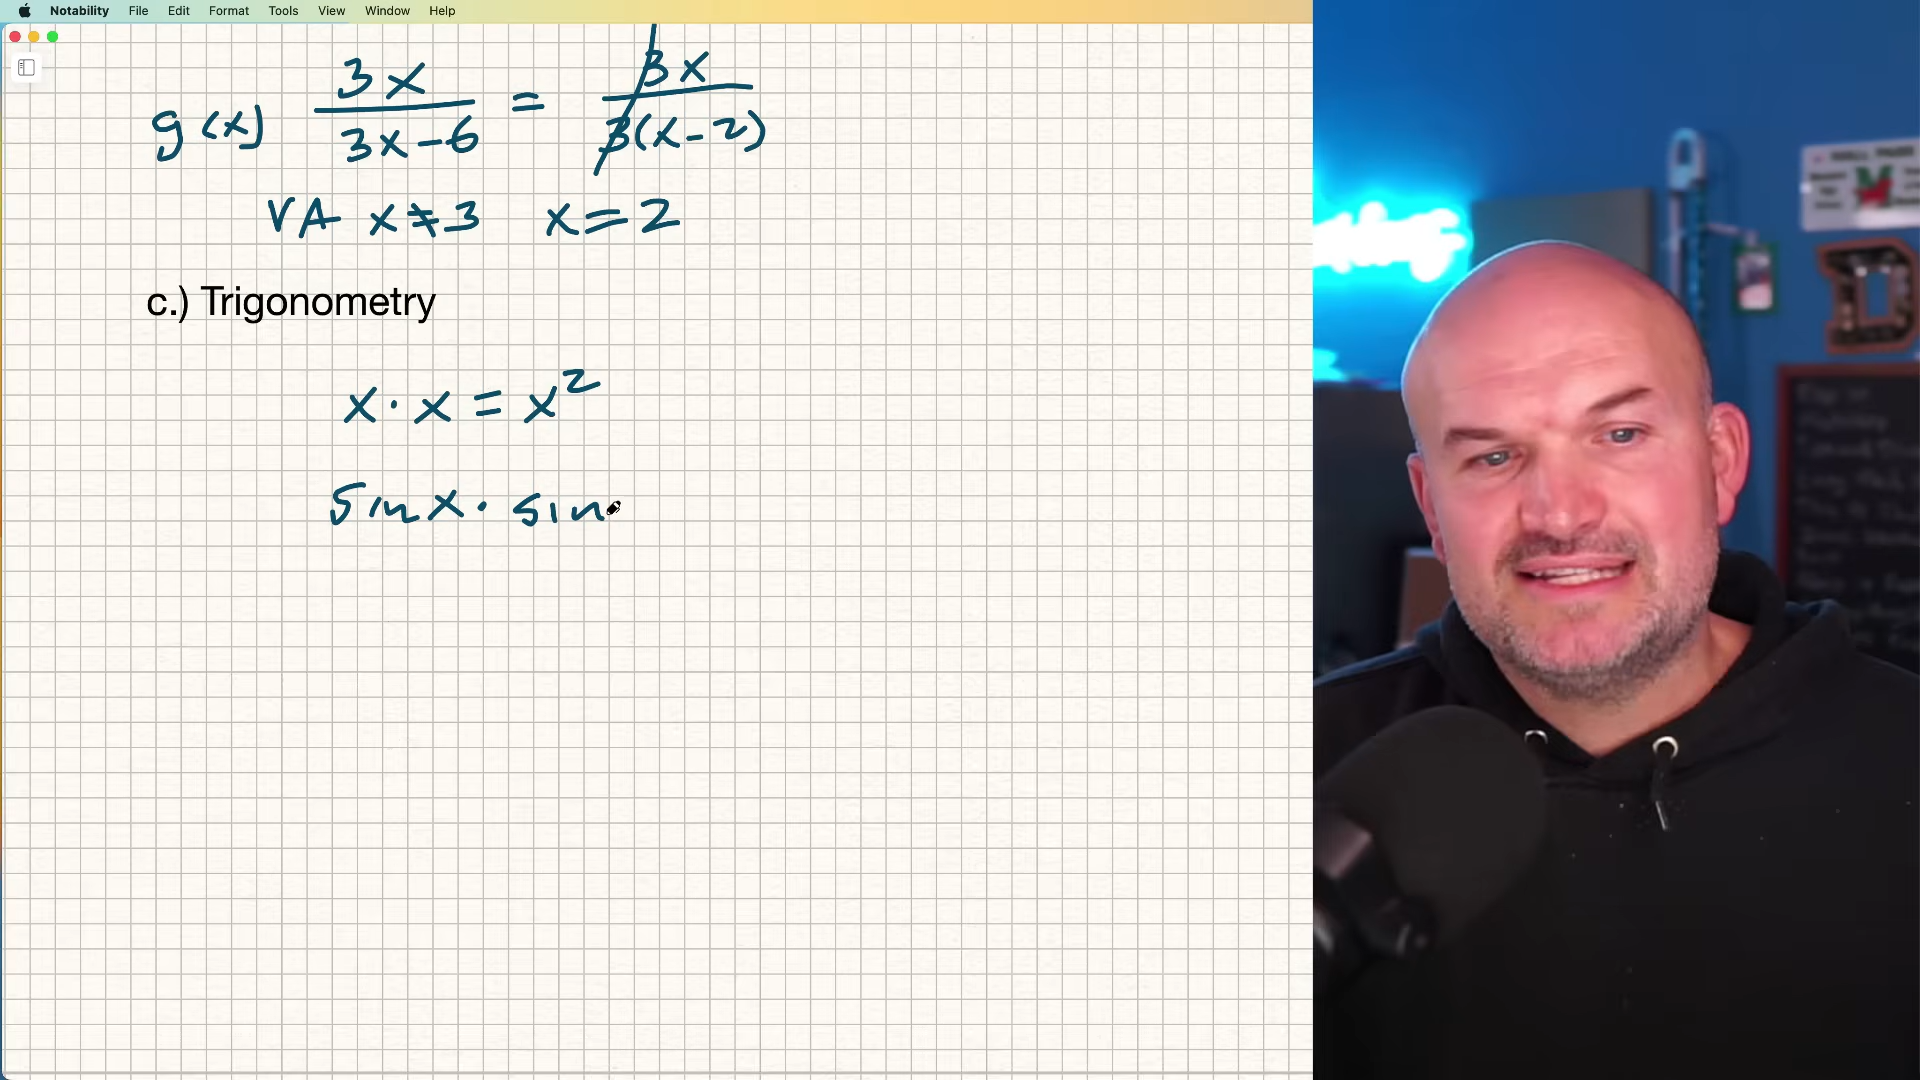 Notability File Edit Format Tools View Window Help
g(x) 3x / 3x-6 = 3x / 3(x-2)
VA x≠3 x=2
c.) Trigonometry
x·x = x²
sinx·sin
D